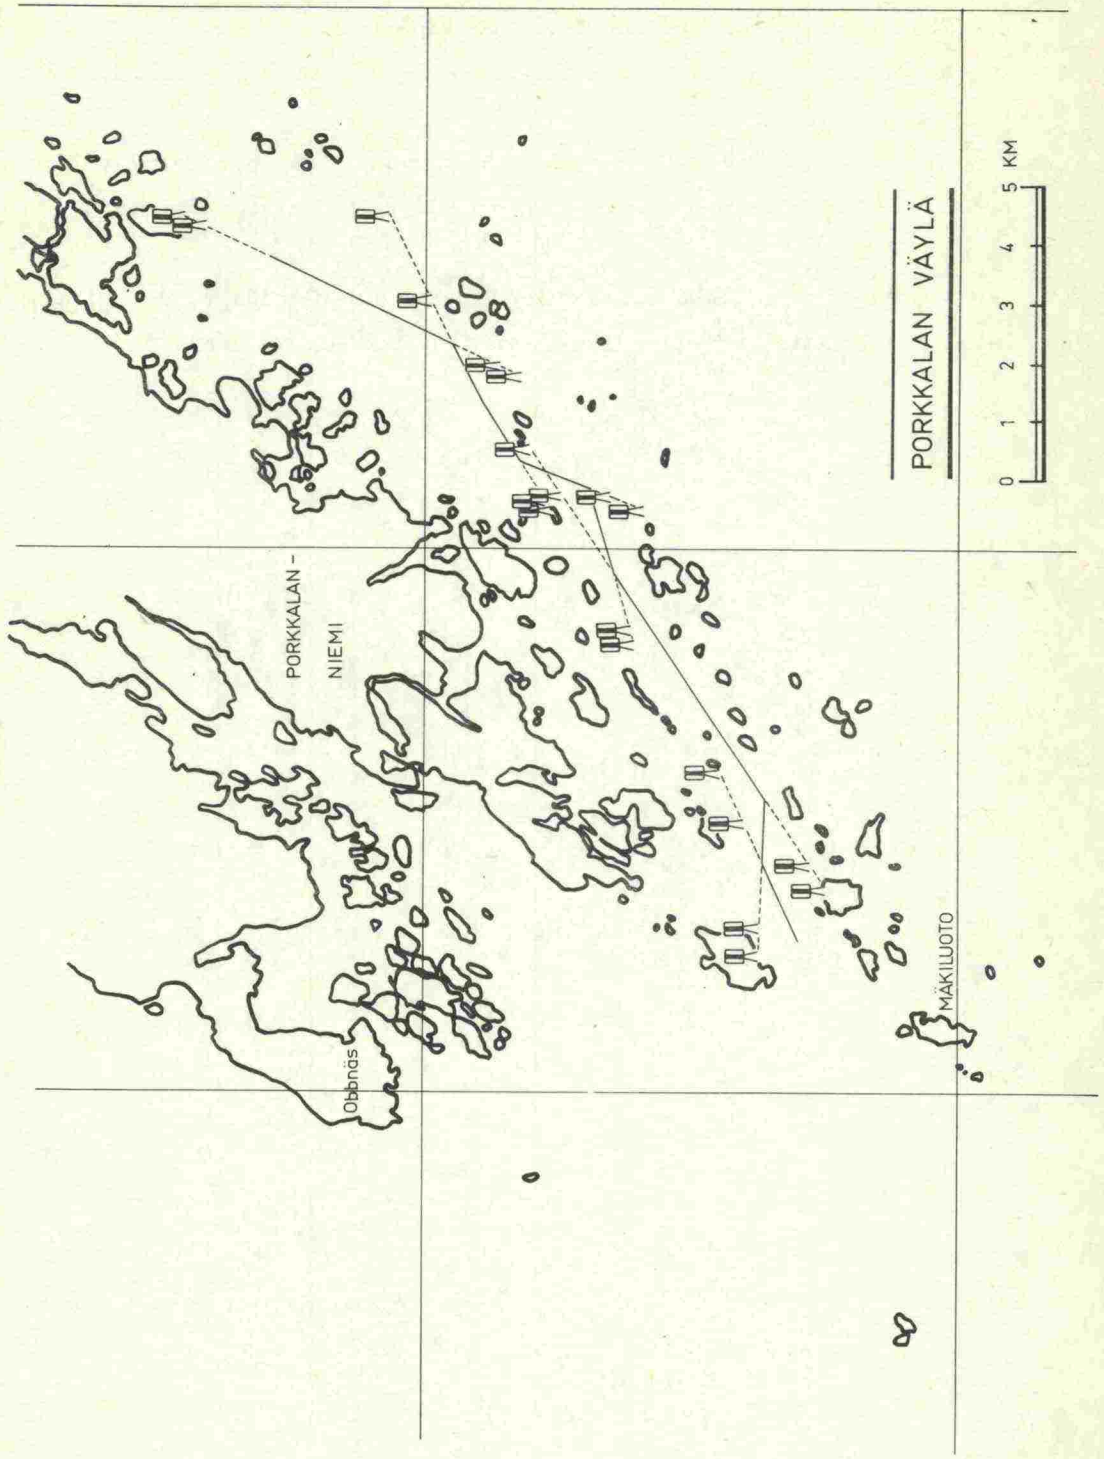 PORKKALAN-
NIEMI
Obbnäs
MÄKILUOTO
PORKKALAN VÄYLÄ
0 1 2 3 4 5 KM